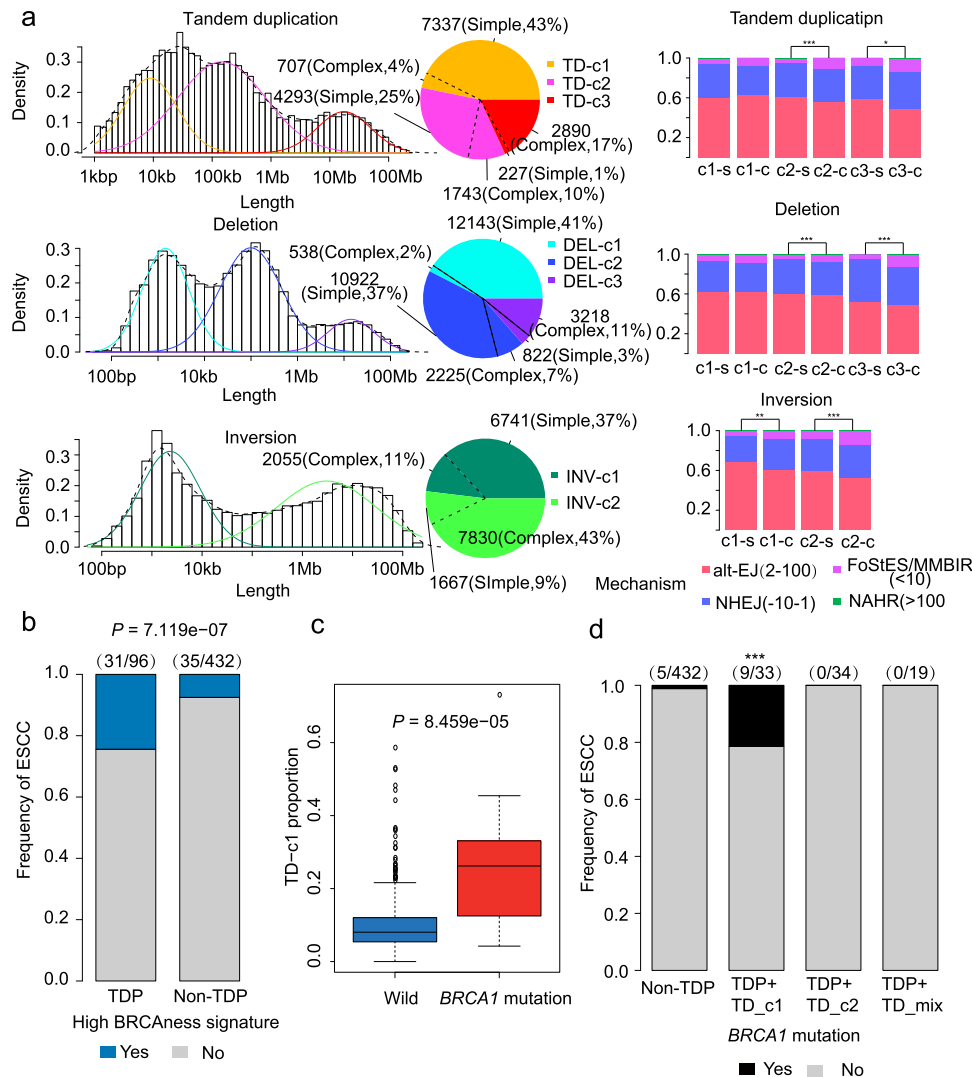 a
Tandem duplication
Density
0.3
0.2
0.1
0.0
1kbp
10kb
100kb
1Mb
10Mb
100Mb
Length
7337(Simple,43%)
707(Complex,4%)
4293(Simple,25%)
TD-c1
TD-c2
TD-c3
2890
(Complex,17%)
227(Simple,1%)
1743(Complex,10%)
Tandem duplicatipn
1.0
0.6
0.2
***
*
c1-s
c1-c
c2-s
c2-c
c3-s
c3-c
Deletion
Density
0.3
0.2
0.1
0.0
100bp
10kb
1Mb
100Mb
Length
12143(Simple,41%)
538(Complex,2%)
10922
(Simple,37%)
DEL-c1
DEL-c2
DEL-c3
3218
(Complex,11%)
822(Simple,3%)
2225(Complex,7%)
Deletion
1.0
0.6
0.2
***
***
c1-s
c1-c
c2-s
c2-c
c3-s
c3-c
Inversion
Density
0.3
0.2
0.1
0.0
100bp
10kb
1Mb
100Mb
Length
6741(Simple,37%)
2055(Complex,11%)
INV-c1
INV-c2
7830(Complex,43%)
1667(SImple,9%)
Inversion
1.0
0.6
0.2
**
***
c1-s
c1-c
c2-s
c2-c
Mechanism
alt-EJ(2-100)
FoStES/MMBIR
(<10)
NHEJ(-10-1)
NAHR(>100
b
P = 7.119e−07
(31/96)
(35/432)
Frequency of ESCC
1.0
0.8
0.6
0.4
0.2
0.0
TDP
Non-TDP
High BRCAness signature
Yes
No
c
P = 8.459e−05
TD−c1 proportion
0.6
0.4
0.2
0.0
Wild
BRCA1 mutation
d
***
(5/432)
(9/33)
(0/34)
(0/19)
Frequency of ESCC
1.0
0.8
0.6
0.4
0.2
0.0
Non-TDP
TDP+
TD_c1
TDP+
TD_c2
TDP+
TD_mix
BRCA1 mutation
Yes
No